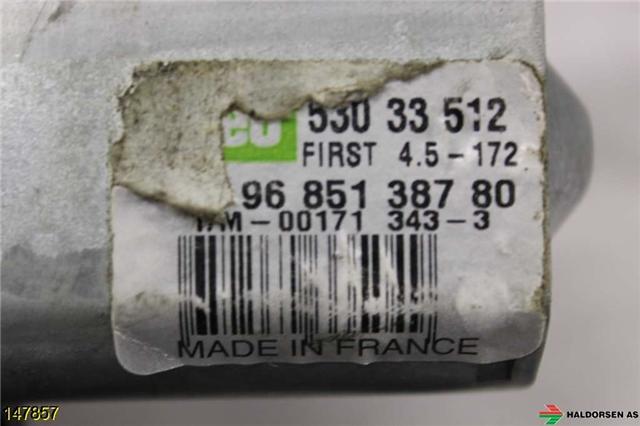 eo 530 33 512
FIRST 4.5-172
96 851 387 80
00171 343-3
MADE IN FRANCE
147857
HALDORSEN AS